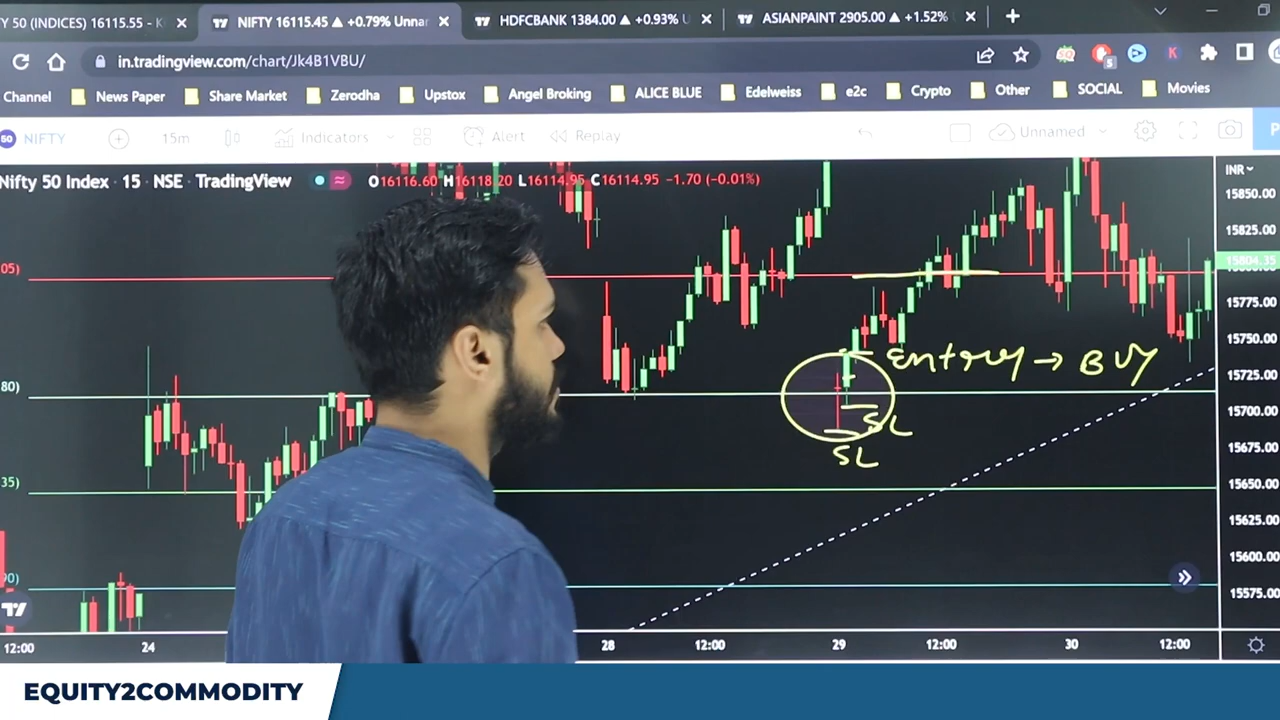 Y 50 (INDICES) 16115.55 - K
NIFTY 16115.45 ▲ +0.79% Unnar
HDFCBANK 1384.00 ▲ +0.93% U
ASIANPAINT 2905.00 ▲ +1.52%
in.tradingview.com/chart/Jk4B1VBU/
Channel News Paper Share Market Zerodha Upstox Angel Broking ALICE BLUE Edelweiss e2c Crypto Other SOCIAL Movies
50 NIFTY 15m Indicators Alert Replay Unnamed P
Nifty 50 Index · 15 · NSE · TradingView O16116.60 H16118.20 L16114.95 C16114.95 −1.70 (−0.01%)
INR
15850.00
15825.00
05)
15804.35
15775.00
15750.00
Entry → BUY
15725.00
80)
15700.00
SL
15675.00
SL
35)
15650.00
15625.00
15600.00
90)
15575.00
12:00 24 28 12:00 29 12:00 30 12:00
EQUITY2COMMODITY